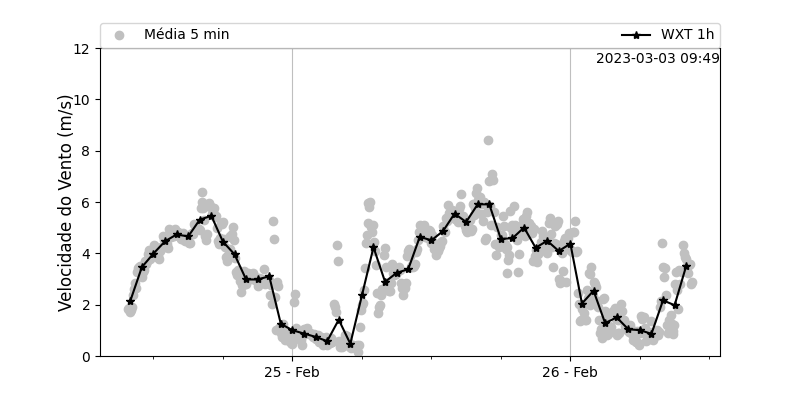 Média 5 min
WXT 1h
2023-03-03 09:49
Velocidade do Vento (m/s)
12
10
8
6
4
2
0
25 - Feb
26 - Feb